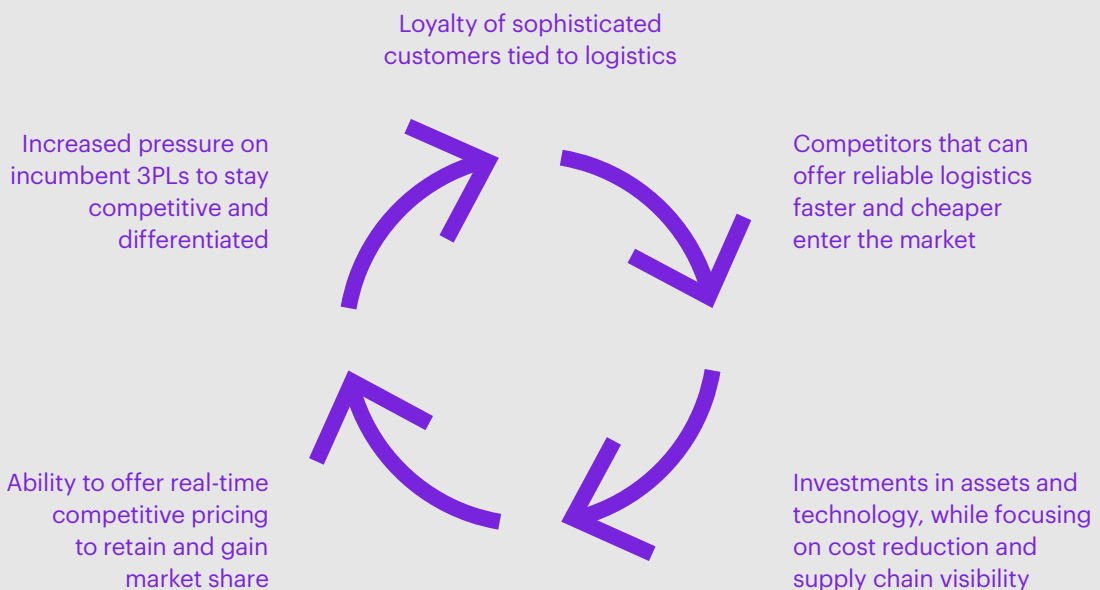 Loyalty of sophisticated
customers tied to logistics
Increased pressure on
incumbent 3PLs to stay
competitive and
differentiated
Competitors that can
offer reliable logistics
faster and cheaper
enter the market
Ability to offer real-time
competitive pricing
to retain and gain
market share
Investments in assets and
technology, while focusing
on cost reduction and
supply chain visibility